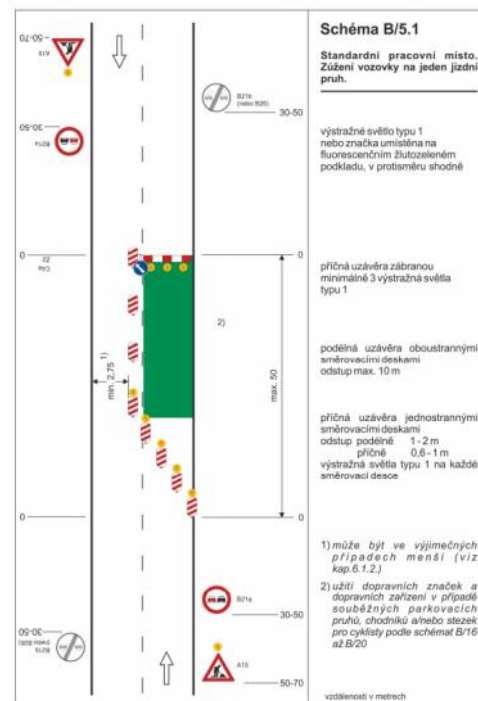 Schéma B/5.1
Standardní pracovní místo.
Zúžení vozovky na jeden jízdní
pruh.
50-70
A15
B21b
(nebo B26)
30-50
30-50
B21a
výstražné světlo typu 1
nebo značka umístěna na
fluorescenčním žlutozeleném
podkladu, v protisměru shodně
0
Z2
C4a
0
příčná uzávěra zábranou
minimálně 3 výstražná světla
typu 1
2)
1)
min. 2,75
max. 50
podélná uzávěra oboustrannými
směrovacími deskami
odstup max. 10 m
příčná uzávěra jednostrannými
směrovacími deskami
odstup podélně 1 - 2 m
příčně 0,6 - 1 m
výstražná světla typu 1 na každé
směrovací desce
0
0
1) může být ve výjimečných
případech menší (viz
kap.6.1.2.)
2) užití dopravních značek a
dopravních zařízení v případě
souběžných parkovacích
pruhů, chodníků a/nebo stezek
pro cyklisty podle schémat B/16
až B/20
B21a
30-50
30-50
B21b
(nebo B26)
A15
50-70
vzdálenosti v metrech